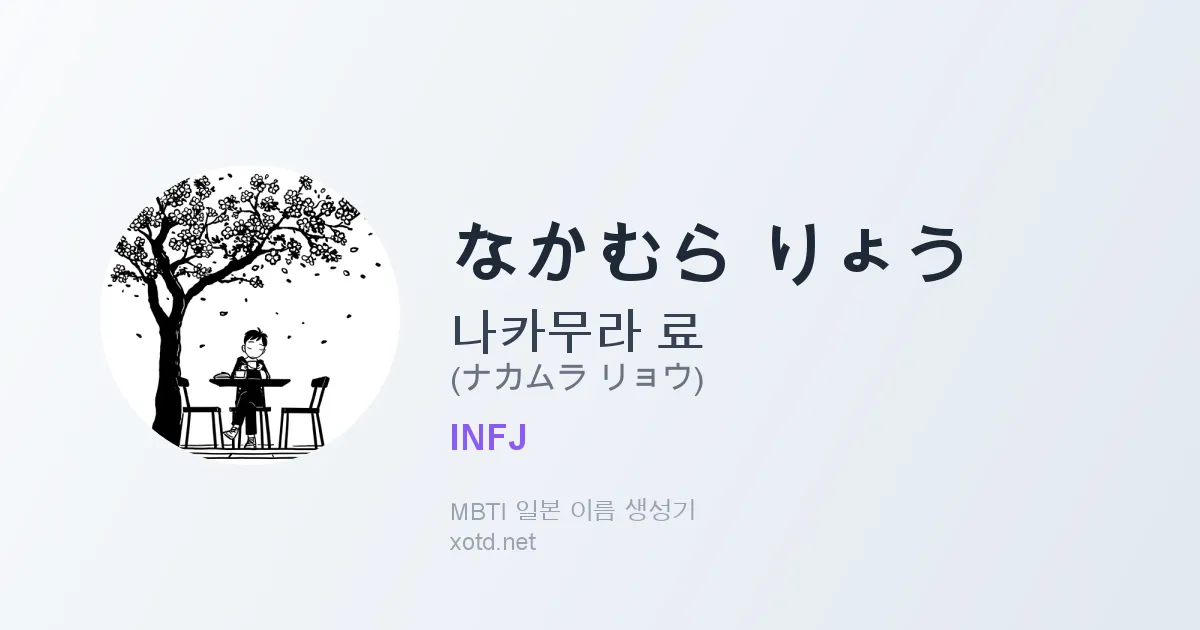 なかむら りょう
나카무라 료
(ナカムラ リョウ)
INFJ
MBTI 일본 이름 생성기
xotd.net